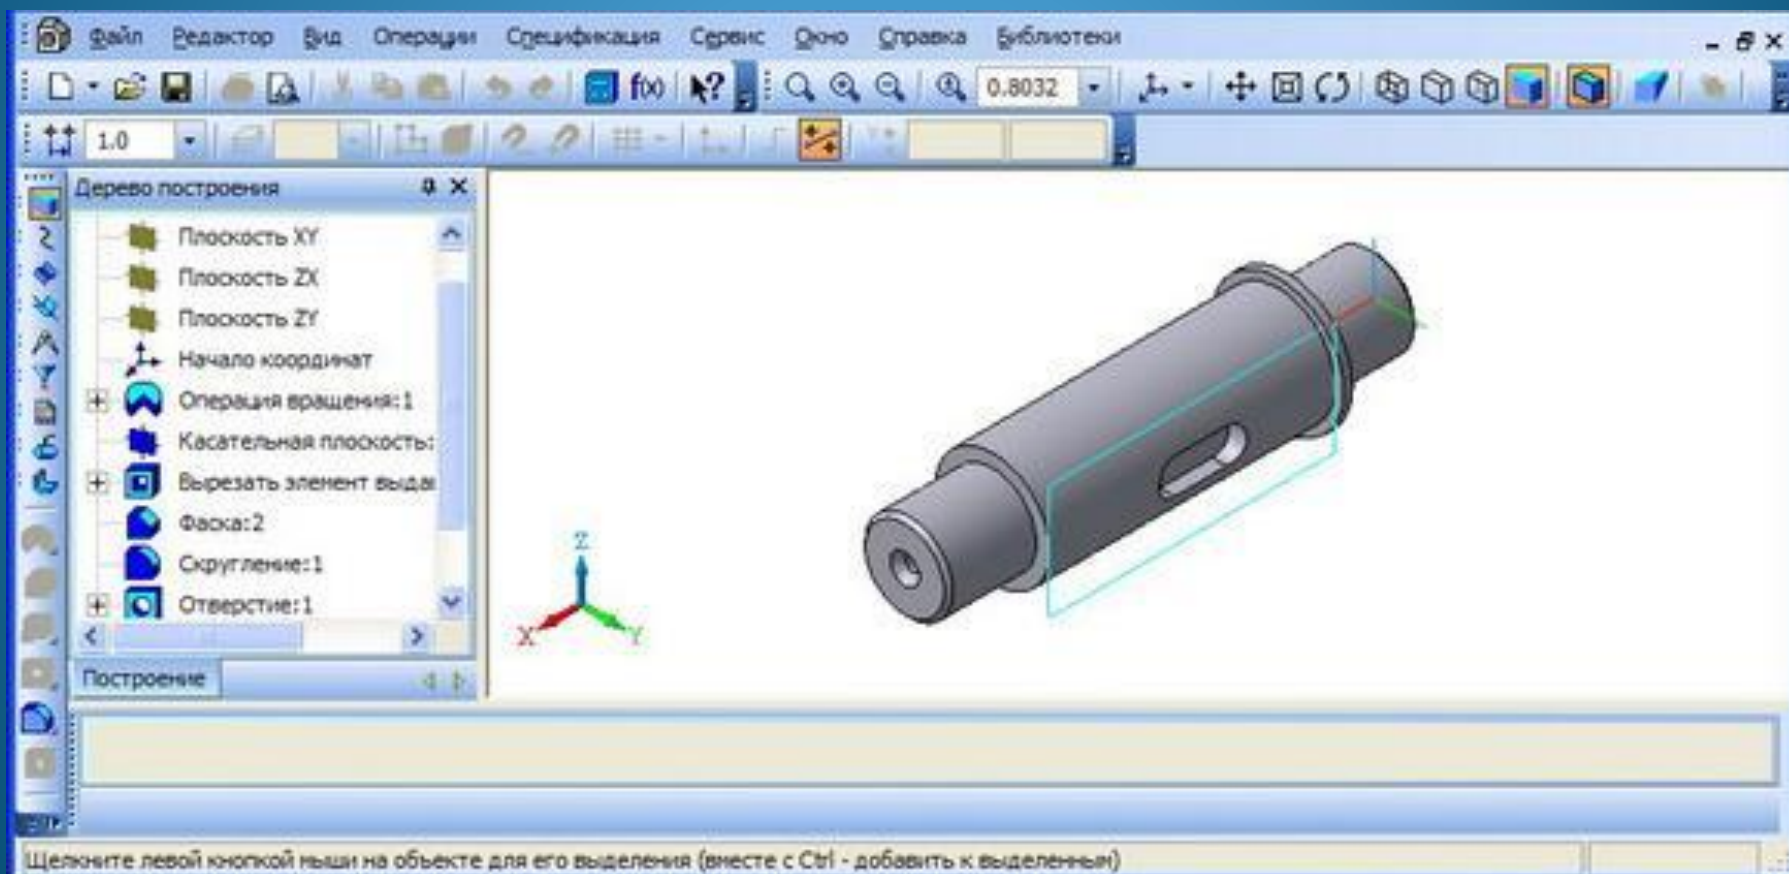 Файл Редактор Вид Операции Спецификация Сервис Окно Справка Библиотеки
f(x) 0.8032
1.0
Дерево построения
Плоскость XY
Плоскость ZX
Плоскость ZY
Начало координат
Операция вращения:1
Касательная плоскость:
Вырезать элемент выдав
Фаска:2
Скругление:1
Отверстие:1
Построение
Z
X
Y
Щелкните левой кнопкой мыши на объекте для его выделения (вместе с Ctrl - добавить к выделенным)